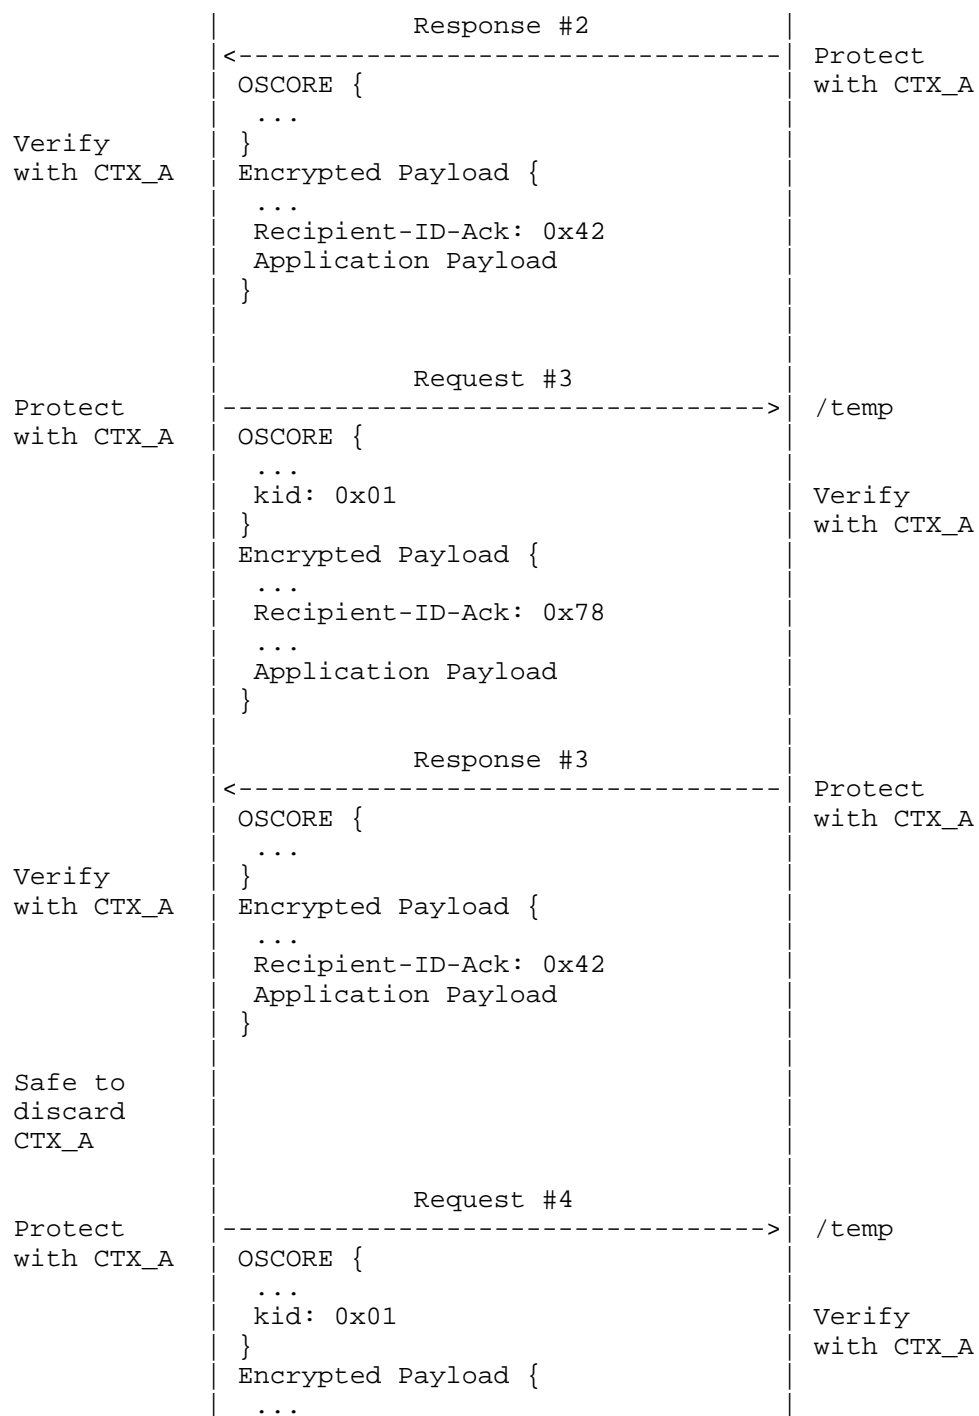 Response #2
<----------------------------------| Protect
OSCORE { with CTX_A
...
Verify }
with CTX_A Encrypted Payload {
...
Recipient-ID-Ack: 0x42
Application Payload
}
Request #3
Protect |----------------------------------> /temp
with CTX_A OSCORE {
...
kid: 0x01 Verify
} with CTX_A
Encrypted Payload {
...
Recipient-ID-Ack: 0x78
...
Application Payload
}
Response #3
<----------------------------------| Protect
OSCORE { with CTX_A
...
Verify }
with CTX_A Encrypted Payload {
...
Recipient-ID-Ack: 0x42
Application Payload
}
Safe to
discard
CTX_A
Request #4
Protect |----------------------------------> /temp
with CTX_A OSCORE {
...
kid: 0x01 Verify
} with CTX_A
Encrypted Payload {
...